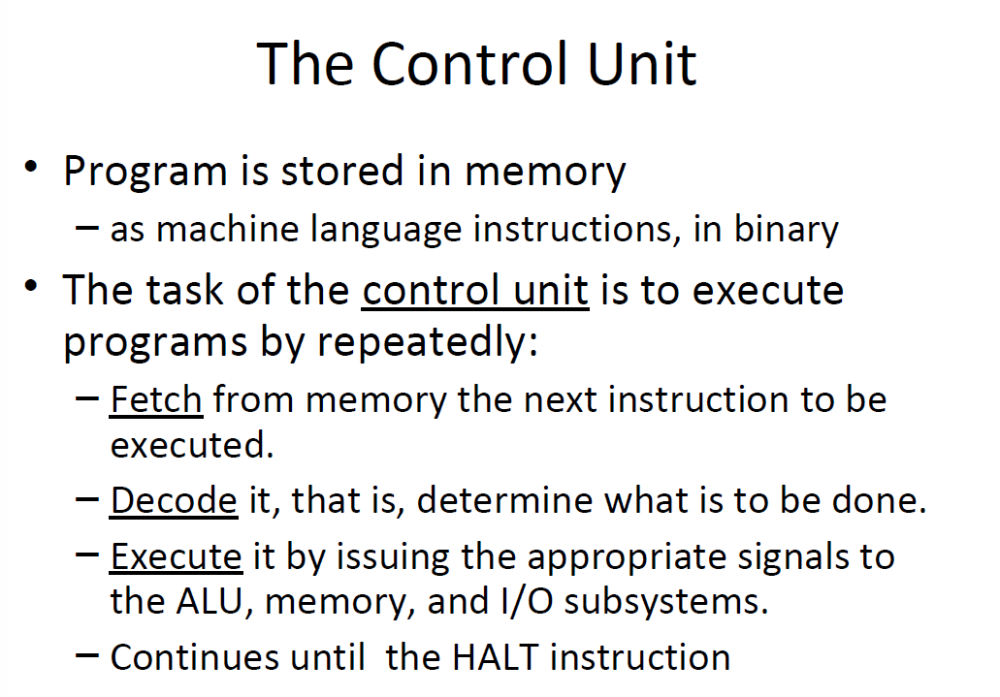 The Control Unit
• Program is stored in memory
– as machine language instructions, in binary
• The task of the control unit is to execute
programs by repeatedly:
– Fetch from memory the next instruction to be
executed.
– Decode it, that is, determine what is to be done.
– Execute it by issuing the appropriate signals to
the ALU, memory, and I/O subsystems.
– Continues until  the HALT instruction